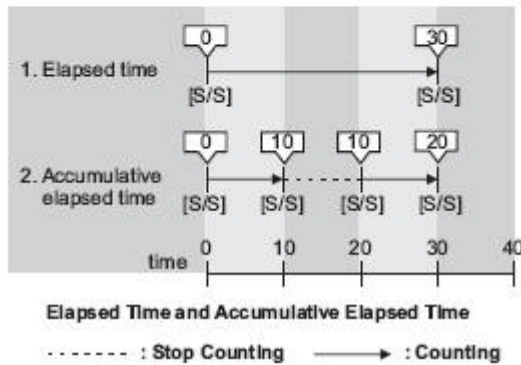 0 30
1. Elapsed time
[S/S] [S/S]
0 10 10 20
2. Accumulative
elapsed time
[S/S] [S/S] [S/S] [S/S]
0 10 20 30 40
time
Elapsed Time and Accumulative Elapsed Time
: Stop Counting : Counting